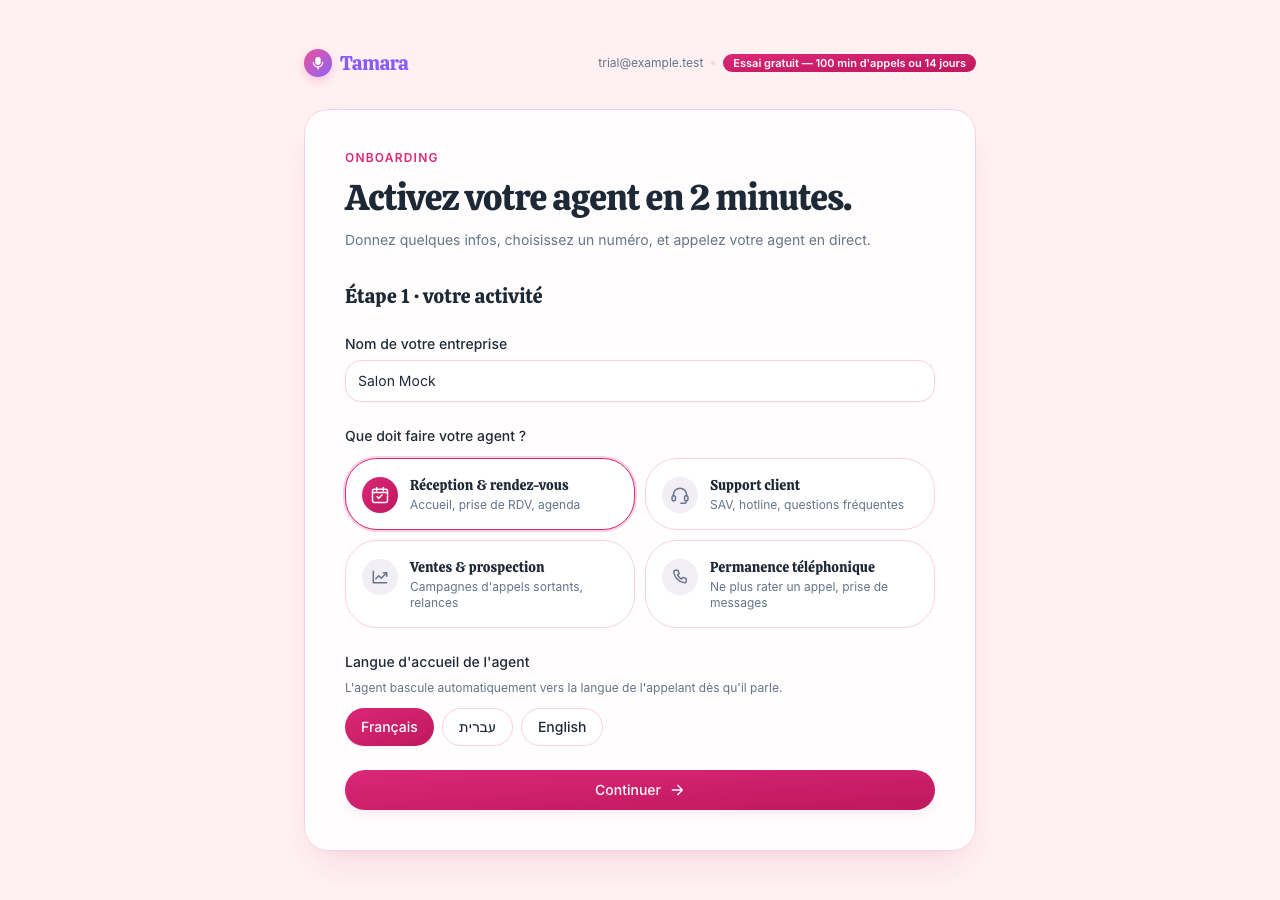 Tamara
trial@example.test • Essai gratuit — 100 min d'appels ou 14 jours
ONBOARDING
Activez votre agent en 2 minutes.
Donnez quelques infos, choisissez un numéro, et appelez votre agent en direct.
Étape 1 · votre activité
Nom de votre entreprise
Salon Mock
Que doit faire votre agent ?
Réception & rendez-vous
Accueil, prise de RDV, agenda
Support client
SAV, hotline, questions fréquentes
Ventes & prospection
Campagnes d'appels sortants,
relances
Permanence téléphonique
Ne plus rater un appel, prise de
messages
Langue d'accueil de l'agent
L'agent bascule automatiquement vers la langue de l'appelant dès qu'il parle.
Français
עברית
English
Continuer →